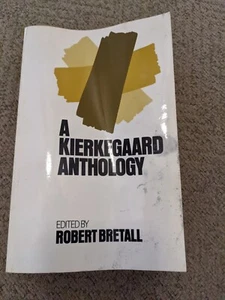 A
KIERKEGAARD
ANTHOLOGY
EDITED BY
ROBERT BRETALL